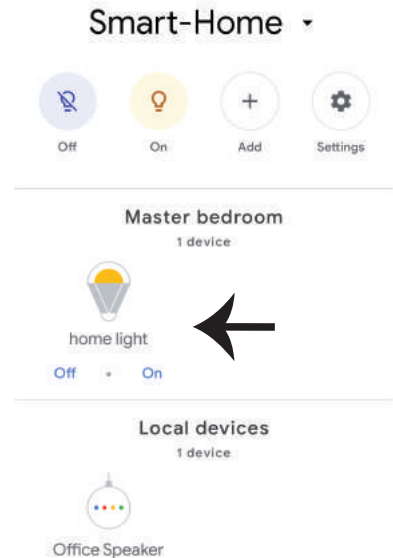 Smart-Home
Off On Add Settings
Master bedroom
1 device
home light
Off • On
Local devices
1 device
Office Speaker